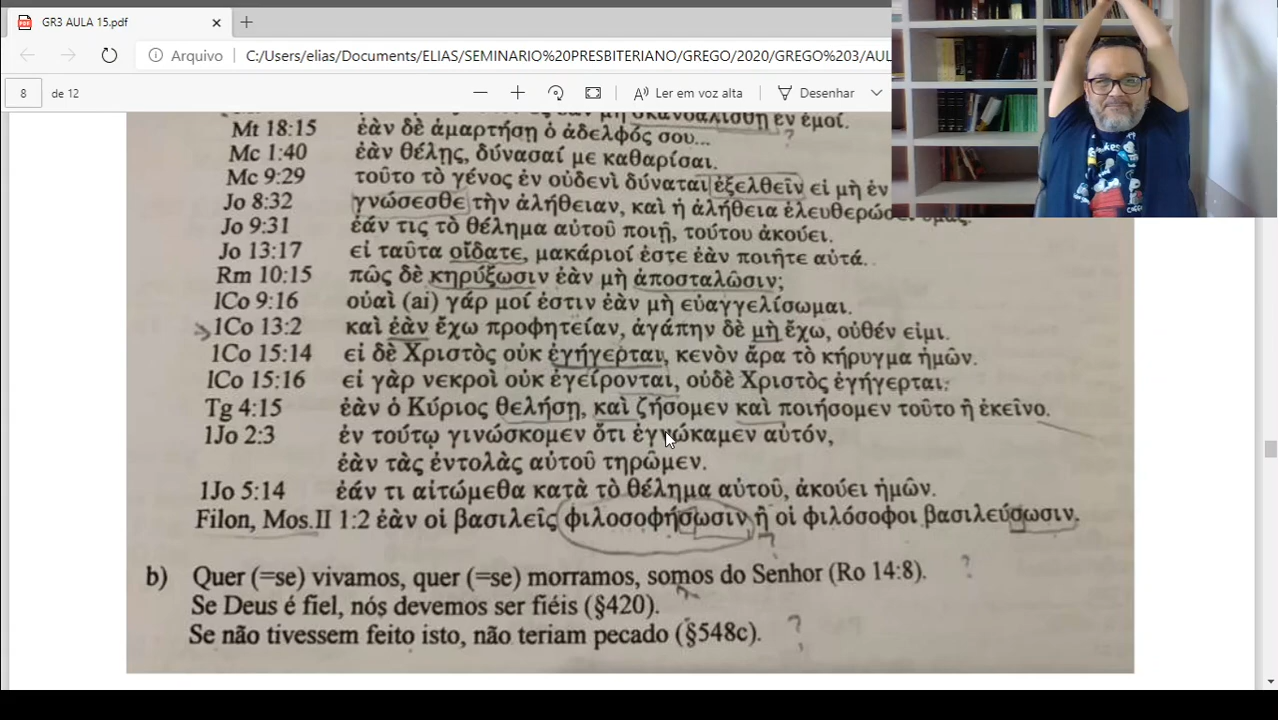 GR3 AULA 15.pdf
Arquivo
C:/Users/elias/Documents/ELIAS/SEMINARIO%20PRESBITERIANO/GREGO/2020/GREGO%203/AUL
8 de 12
Ler em voz alta
Desenhar
μὴ σκανδαλισθῇ ἐν ἐμοί.
Mt 18:15 ἐὰν δὲ ἁμαρτήσῃ ὁ ἀδελφός σου...
Mc 1:40 ἐὰν θέλῃς, δύνασαί με καθαρίσαι.
Mc 9:29 τοῦτο τὸ γένος ἐν οὐδενὶ δύναται ἐξελθεῖν εἰ μὴ ἐν
Jo 8:32 γνώσεσθε τὴν ἀλήθειαν, καὶ ἡ ἀλήθεια
Jo 9:31 ἐάν τις τὸ θέλημα αὐτοῦ ποιῇ, τούτου ἀκούει.
Jo 13:17 εἰ ταῦτα οἴδατε, μακάριοί ἐστε ἐὰν ποιῆτε αὐτά.
Rm 10:15 πῶς δὲ κηρύξωσιν ἐὰν μὴ ἀποσταλῶσιν;
1Co 9:16 οὐαὶ (ai) γάρ μοί ἐστιν ἐὰν μὴ εὐαγγελίσωμαι.
1Co 13:2 καὶ ἐὰν ἔχω προφητείαν, ἀγάπην δὲ μὴ ἔχω, οὐθέν εἰμι.
1Co 15:14 εἰ δὲ Χριστὸς οὐκ ἐγήγερται, κενὸν ἄρα τὸ κήρυγμα ἡμῶν.
1Co 15:16 εἰ γὰρ νεκροὶ οὐκ ἐγείρονται, οὐδὲ Χριστὸς ἐγήγερται.
Tg 4:15 ἐὰν ὁ Κύριος θελήσῃ, καὶ ζήσομεν καὶ ποιήσομεν τοῦτο ἢ ἐκεῖνο.
1Jo 2:3 ἐν τούτῳ γινώσκομεν ὅτι ἐγνώκαμεν αὐτόν,
ἐὰν τὰς ἐντολὰς αὐτοῦ τηρῶμεν.
1Jo 5:14 ἐάν τι αἰτώμεθα κατὰ τὸ θέλημα αὐτοῦ, ἀκούει ἡμῶν.
Filon, Mos.II 1:2 ἐὰν οἱ βασιλεῖς φιλοσοφήσωσιν ἢ οἱ φιλόσοφοι βασιλεύσωσιν.
b) Quer (=se) vivamos, quer (=se) morramos, somos do Senhor (Ro 14:8).
Se Deus é fiel, nós devemos ser fiéis (§420).
Se não tivessem feito isto, não teriam pecado (§548c).